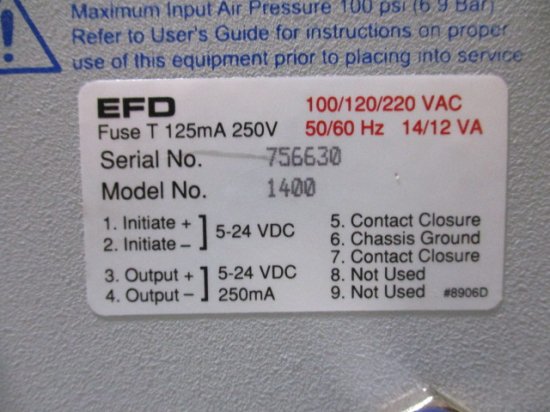 Maximum Input Air Pressure 100 psi (6.9 Bar)
Refer to User's Guide for instructions on proper
use of this equipment prior to placing into service
EFD
100/120/220 VAC
Fuse T 125mA 250V
50/60 Hz 14/12 VA
Serial No. 756630
Model No. 1400
1. Initiate +
2. Initiate – ] 5-24 VDC
3. Output + ] 5-24 VDC
4. Output – 250mA
5. Contact Closure
6. Chassis Ground
7. Contact Closure
8. Not Used
9. Not Used #8906D